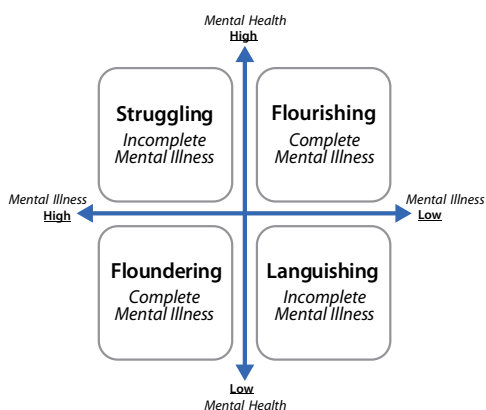 Mental Health
High
Struggling
Incomplete
Mental Illness
Flourishing
Complete
Mental Illness
Mental Illness
High
Mental Illness
Low
Floundering
Complete
Mental Illness
Languishing
Incomplete
Mental Illness
Low
Mental Health